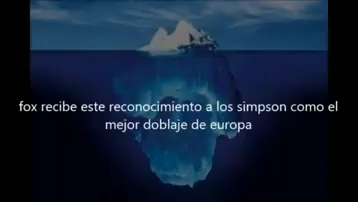 fox recibe este reconocimiento a los simpson como el
mejor doblaje de europa